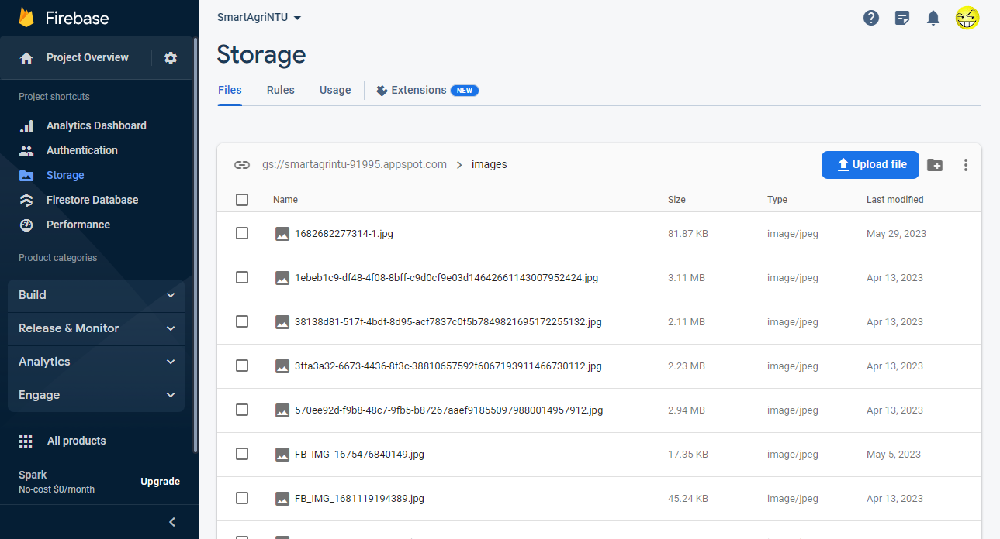 Firebase
Project Overview
Project shortcuts
Analytics Dashboard
Authentication
Storage
Firestore Database
Performance
Product categories
Build
Release & Monitor
Analytics
Engage
All products
Spark
No-cost $0/month
Upgrade
SmartAgriNTU
Storage
Files Rules Usage Extensions NEW
gs://smartagrintu-91995.appspot.com > images Upload file
Name Size Type Last modified
1682682277314-1.jpg 81.87 KB image/jpeg May 29, 2023
1ebeb1c9-df48-4f08-8bff-c9d0cf9e03d14642661143007952424.jpg 3.11 MB image/jpeg Apr 13, 2023
38138d81-517f-4bdf-8d95-acf7837c0f5b7849821695172255132.jpg 2.11 MB image/jpeg Apr 13, 2023
3ffa3a32-6673-4436-8f3c-38810657592f6067193911466730112.jpg 2.23 MB image/jpeg Apr 13, 2023
570ee92d-f9b8-48c7-9fb5-b87267aaef918550979880014957912.jpg 2.94 MB image/jpeg Apr 13, 2023
FB_IMG_1675476840149.jpg 17.35 KB image/jpeg May 5, 2023
FB_IMG_1681119194389.jpg 45.24 KB image/jpeg Apr 13, 2023